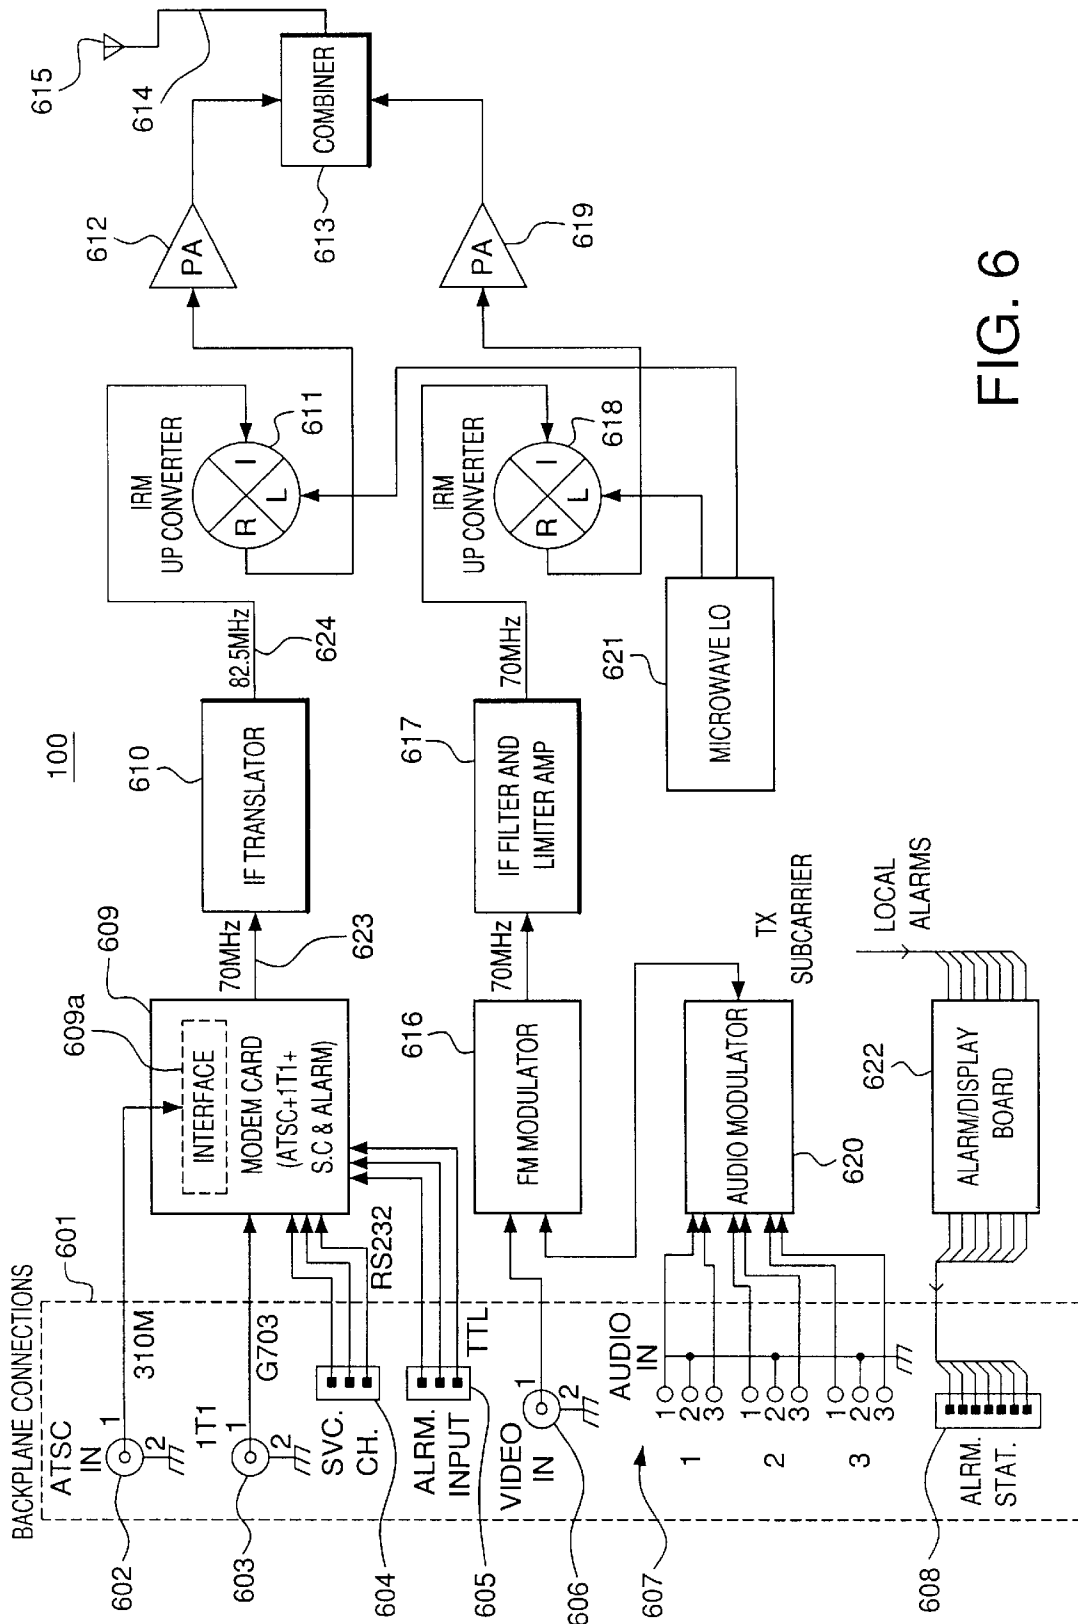 BACKPLANE CONNECTIONS
601
ATSC
IN
1
2
602
310M
1T1
1
2
603
G703
SVC.
CH.
604
RS232
ALRM.
INPUT
605
TTL
VIDEO
IN
1
2
606
AUDIO
IN
607
1
2
3
1
1
2
3
2
1
2
3
3
ALRM.
STAT.
608
609
609a
INTERFACE
MODEM CARD
(ATSC+1T1+
S.C & ALARM)
70MHz
623
100
610
IF TRANSLATOR
82.5MHz
624
IRM
UP CONVERTER
R
I
L
611
612
PA
615
614
COMBINER
613
616
FM MODULATOR
70MHz
617
IF FILTER AND
LIMITER AMP
70MHz
IRM
UP CONVERTER
R
I
L
618
619
PA
AUDIO MODULATOR
620
TX
SUBCARRIER
621
MICROWAVE LO
LOCAL
ALARMS
622
ALARM/DISPLAY
BOARD
FIG. 6